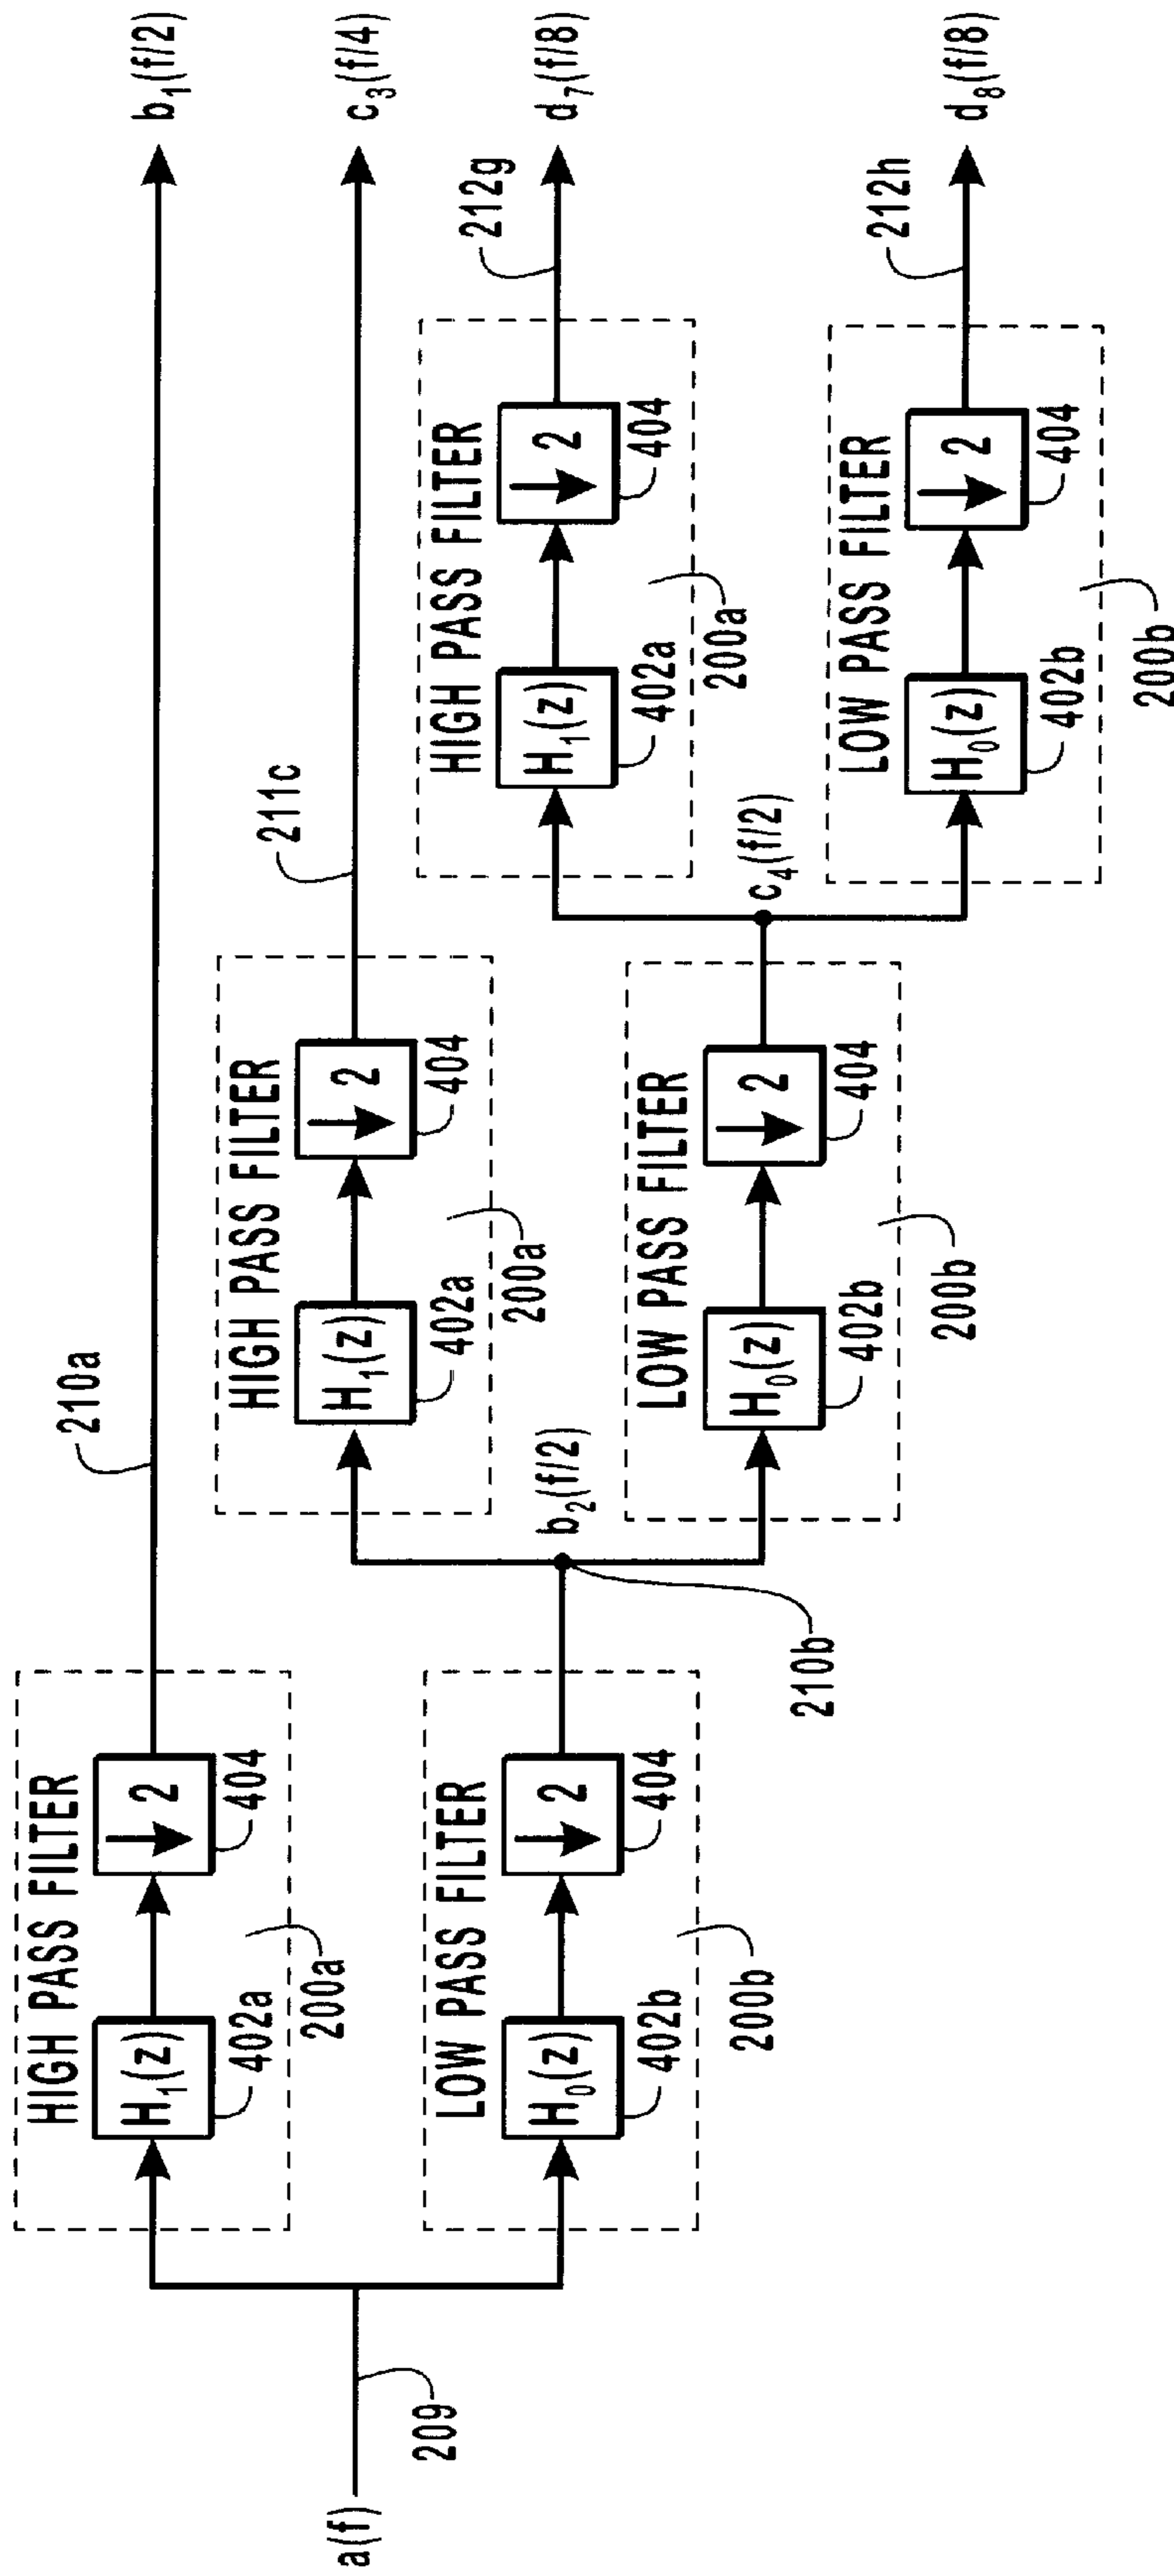 a(f)
209
HIGH PASS FILTER
H₁(z)
402a
↓ 2
404
200a
210a
b₁(f/2)
LOW PASS FILTER
H₀(z)
402b
↓ 2
404
200b
210b
b₂(f/2)
HIGH PASS FILTER
H₁(z)
402a
↓ 2
404
200a
211c
c₃(f/4)
LOW PASS FILTER
H₀(z)
402b
↓ 2
404
200b
c₄(f/2)
HIGH PASS FILTER
H₁(z)
402a
↓ 2
404
200a
212g
d₇(f/8)
LOW PASS FILTER
H₀(z)
402b
↓ 2
404
200b
212h
d₈(f/8)